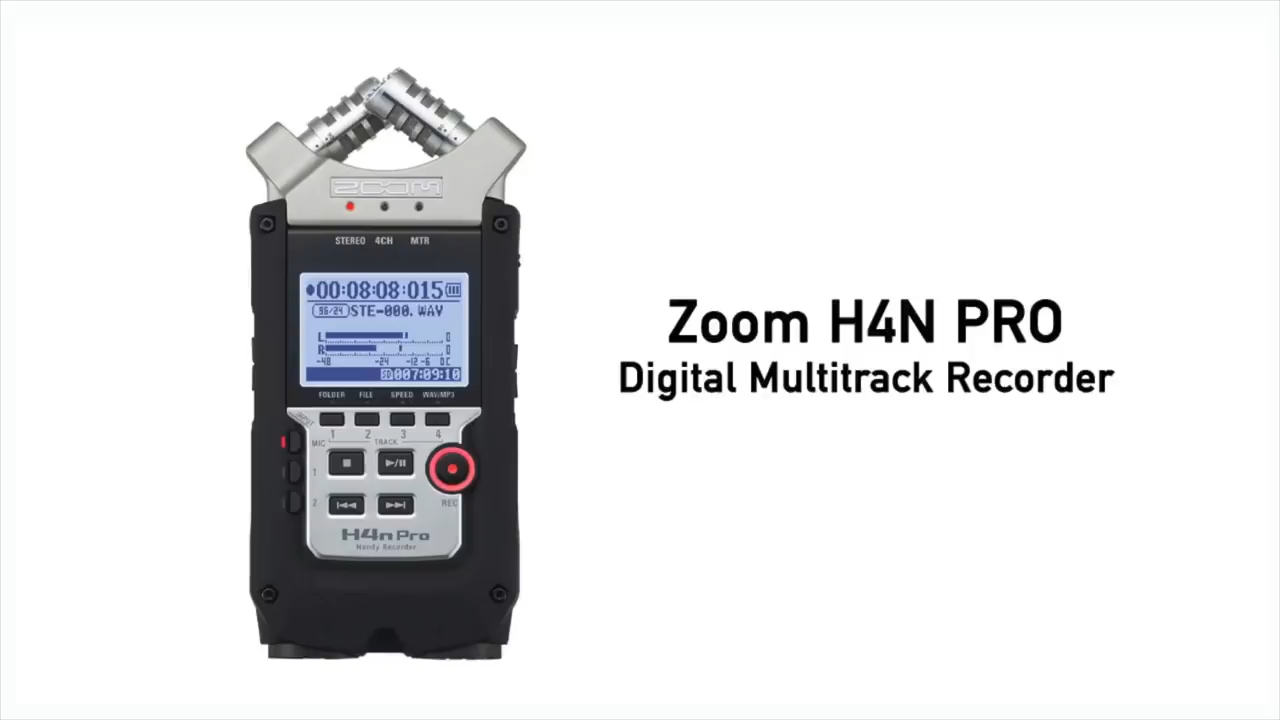 ZOOM
STEREO 4CH MTR
00:08:08:015
96/24 STE-000.WAV
L 0
R 0
-48 -24 -12 -6 0
SD 007:09:10
FOLDER FILE SPEED WAV/MP3
INPUT
1 2 3 4
MIC TRACK
1
2
REC
H4n Pro
Handy Recorder
Zoom H4N PRO
Digital Multitrack Recorder